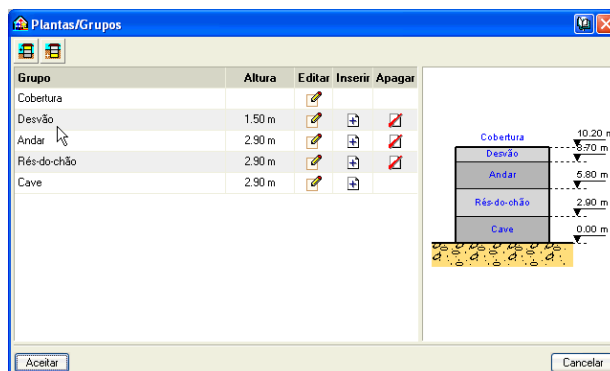 Plantas/Grupos
Grupo Altura Editar Inserir Apagar
Cobertura
Desvão 1.50 m
Andar 2.90 m
Rés-do-chão 2.90 m
Cave 2.90 m
Cobertura 10.20 m
Desvão 8.70 m
Andar 5.80 m
Rés-do-chão 2.90 m
Cave 0.00 m
Aceitar Cancelar